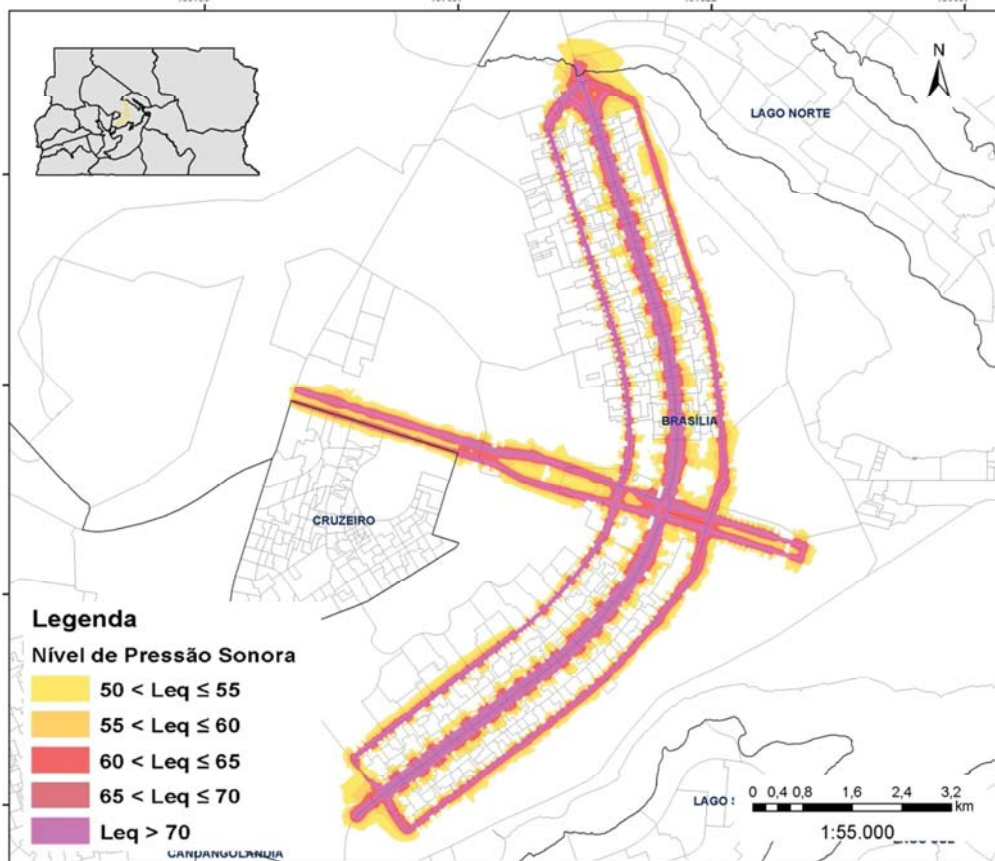 N
LAGO NORTE
BRASÍLIA
CRUZEIRO
Legenda
Nível de Pressão Sonora
50 < Leq ≤ 55
55 < Leq ≤ 60
60 < Leq ≤ 65
65 < Leq ≤ 70
Leq > 70
LAGO
0 0,4 0,8 1,6 2,4 3,2
km
1:55.000
CANDANGOLÂNDIA